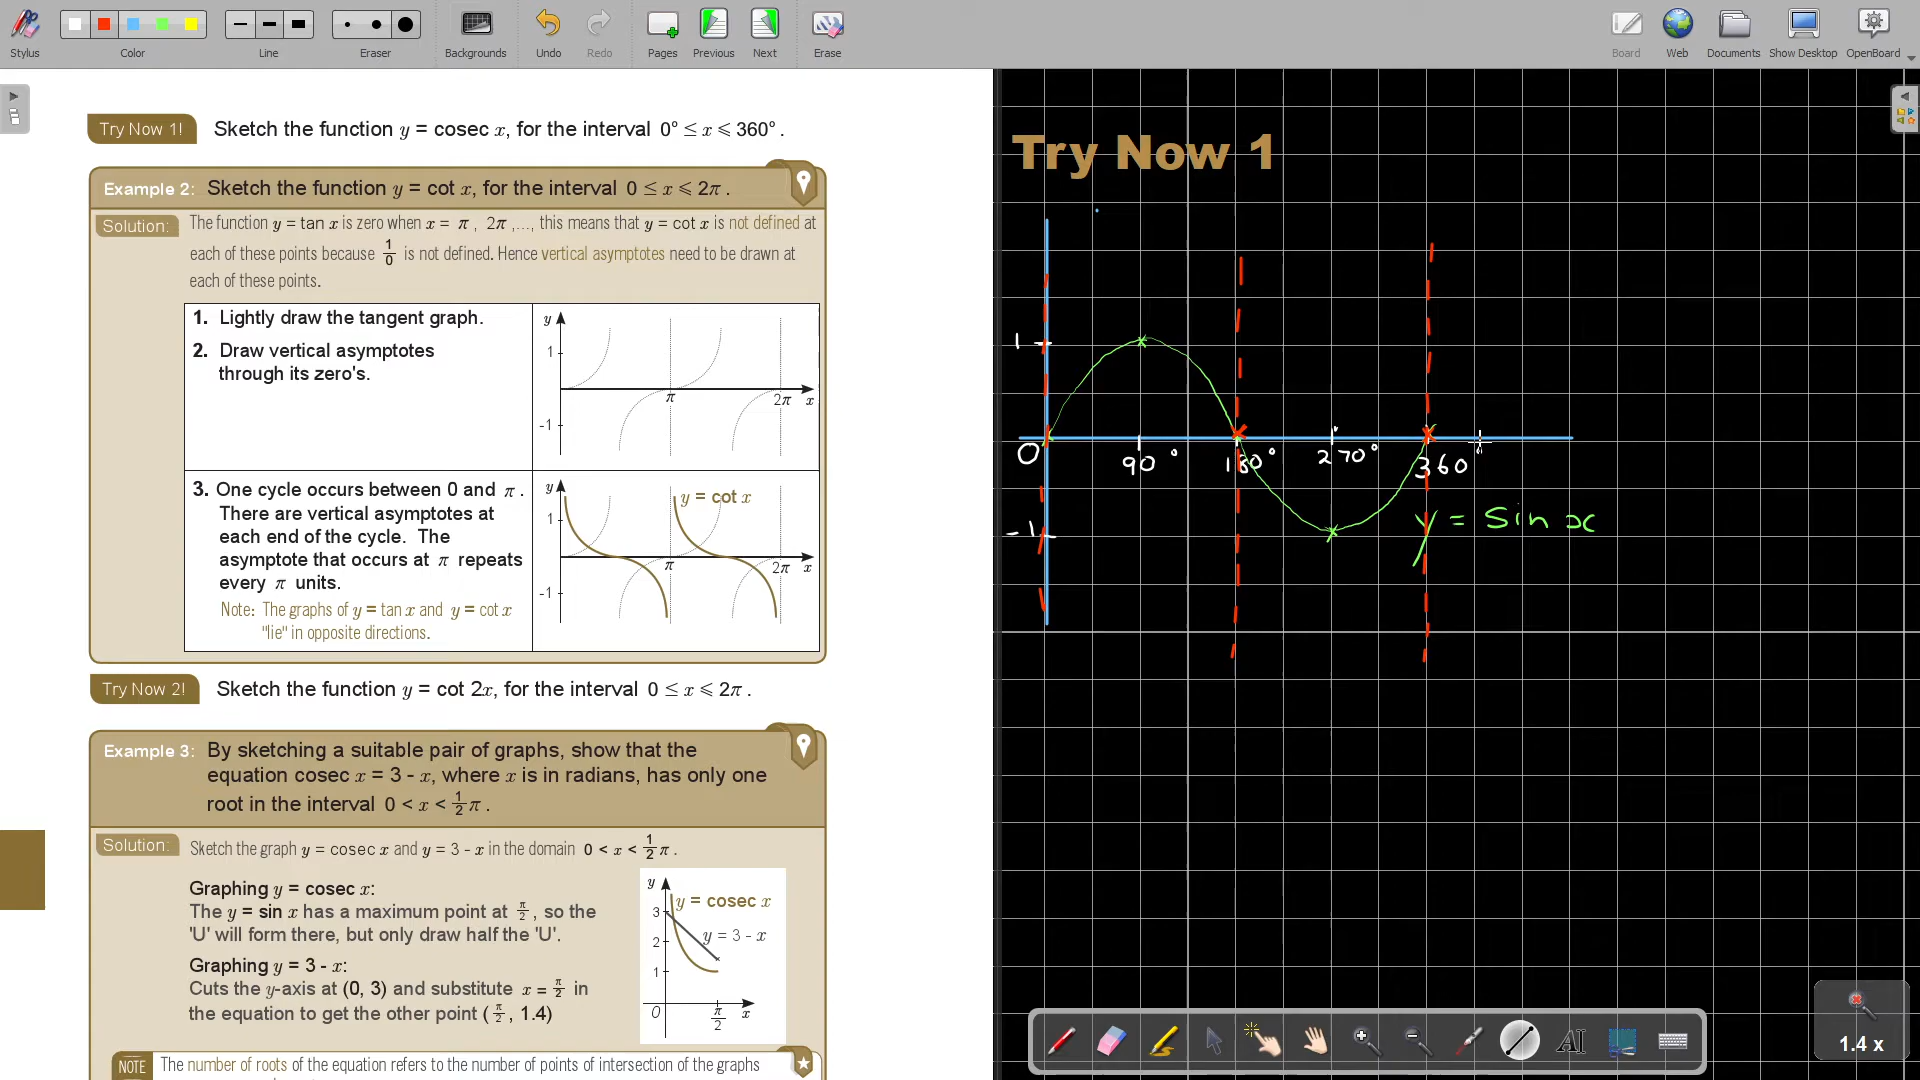 Stylus
Color
Line
Eraser
Backgrounds
Undo
Redo
Pages
Previous
Next
Erase
Board
Web
Documents
Show Desktop
OpenBoard
Try Now 1!
Sketch the function y = cosec x, for the interval 0° ≤ x ⩽ 360° .
Example 2: Sketch the function y = cot x, for the interval 0 ≤ x ⩽ 2π .
Solution: The function y = tan x is zero when x = π , 2π ,..., this means that y = cot x is not defined at
each of these points because 1/0 is not defined. Hence vertical asymptotes need to be drawn at
each of these points.
1. Lightly draw the tangent graph.
2. Draw vertical asymptotes
through its zero's.
y
1
-1
π
2π
x
3. One cycle occurs between 0 and π .
There are vertical asymptotes at
each end of the cycle. The
asymptote that occurs at π repeats
every π units.
Note: The graphs of y = tan x and y = cot x
"lie" in opposite directions.
y
y = cot x
1
-1
π
2π
x
Try Now 2!
Sketch the function y = cot 2x, for the interval 0 ≤ x ⩽ 2π .
Example 3: By sketching a suitable pair of graphs, show that the
equation cosec x = 3 - x, where x is in radians, has only one
root in the interval 0 < x < 1/2 π .
Solution: Sketch the graph y = cosec x and y = 3 - x in the domain 0 < x < 1/2 π .
Graphing y = cosec x:
The y = sin x has a maximum point at π/2 , so the
'U' will form there, but only draw half the 'U'.
Graphing y = 3 - x:
Cuts the y-axis at (0, 3) and substitute x = π/2 in
the equation to get the other point ( π/2 , 1.4)
y
y = cosec x
3
y = 3 - x
2
1
O
π/2
x
NOTE The number of roots of the equation refers to the number of points of intersection of the graphs
Try Now 1
1
0
90°
180°
270°
360°
-1
y = sin x
1.4 x